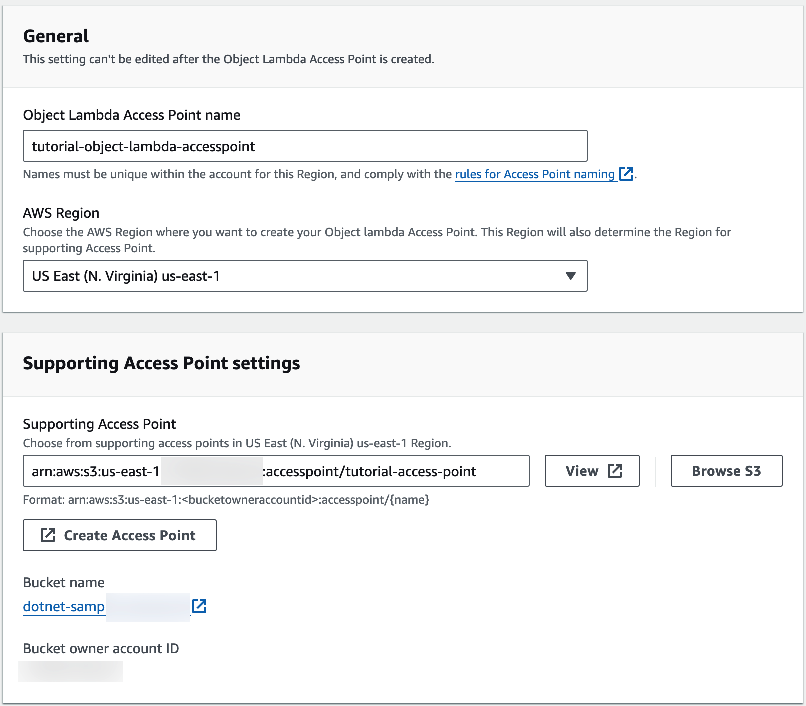 General
This setting can't be edited after the Object Lambda Access Point is created.
Object Lambda Access Point name
tutorial-object-lambda-accesspoint
Names must be unique within the account for this Region, and comply with the rules for Access Point naming.
AWS Region
Choose the AWS Region where you want to create your Object lambda Access Point. This Region will also determine the Region for
supporting Access Point.
US East (N. Virginia) us-east-1
Supporting Access Point settings
Supporting Access Point
Choose from supporting access points in US East (N. Virginia) us-east-1 Region.
arn:aws:s3:us-east-1 :accesspoint/tutorial-access-point
View
Browse S3
Format: arn:aws:s3:us-east-1:<bucketowneraccountid>:accesspoint/{name}
Create Access Point
Bucket name
dotnet-samp
Bucket owner account ID